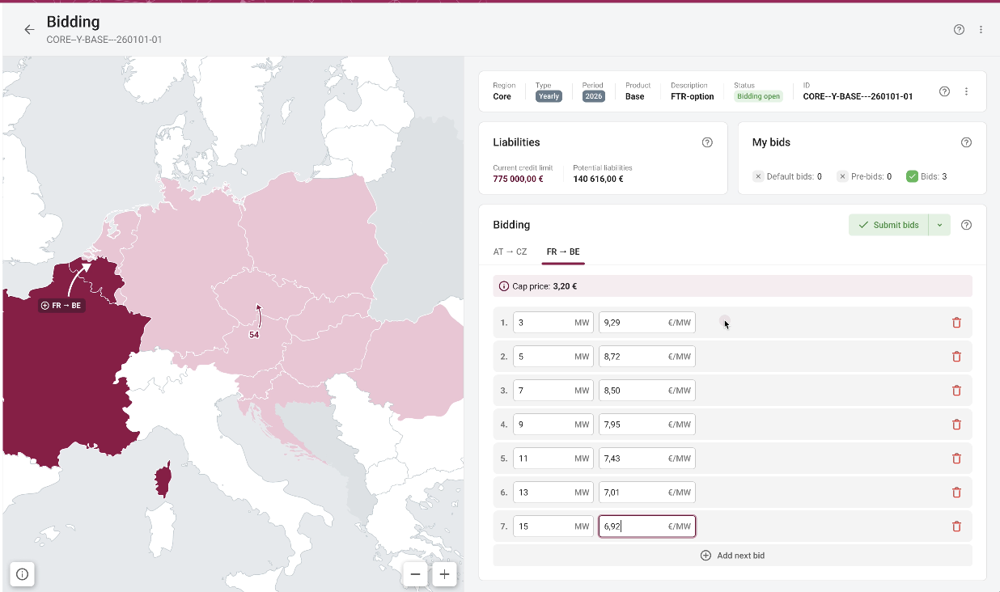 Bidding
CORE--Y-BASE---260101-01
Region Type Period Product Description Status ID
Core Yearly 2026 Base FTR-option Bidding open CORE--Y-BASE---260101-01
Liabilities
Current credit limit Potential liabilities
775 000,00 € 140 616,00 €
My bids
Default bids: 0 Pre-bids: 0 Bids: 3
Bidding Submit bids
AT → CZ FR → BE
Cap price: 3,20 €
1. 3 MW 9,29 €/MW
2. 5 MW 8,72 €/MW
3. 7 MW 8,50 €/MW
4. 9 MW 7,95 €/MW
5. 11 MW 7,43 €/MW
6. 13 MW 7,01 €/MW
7. 15 MW 6,92 €/MW
Add next bid
FR → BE
54